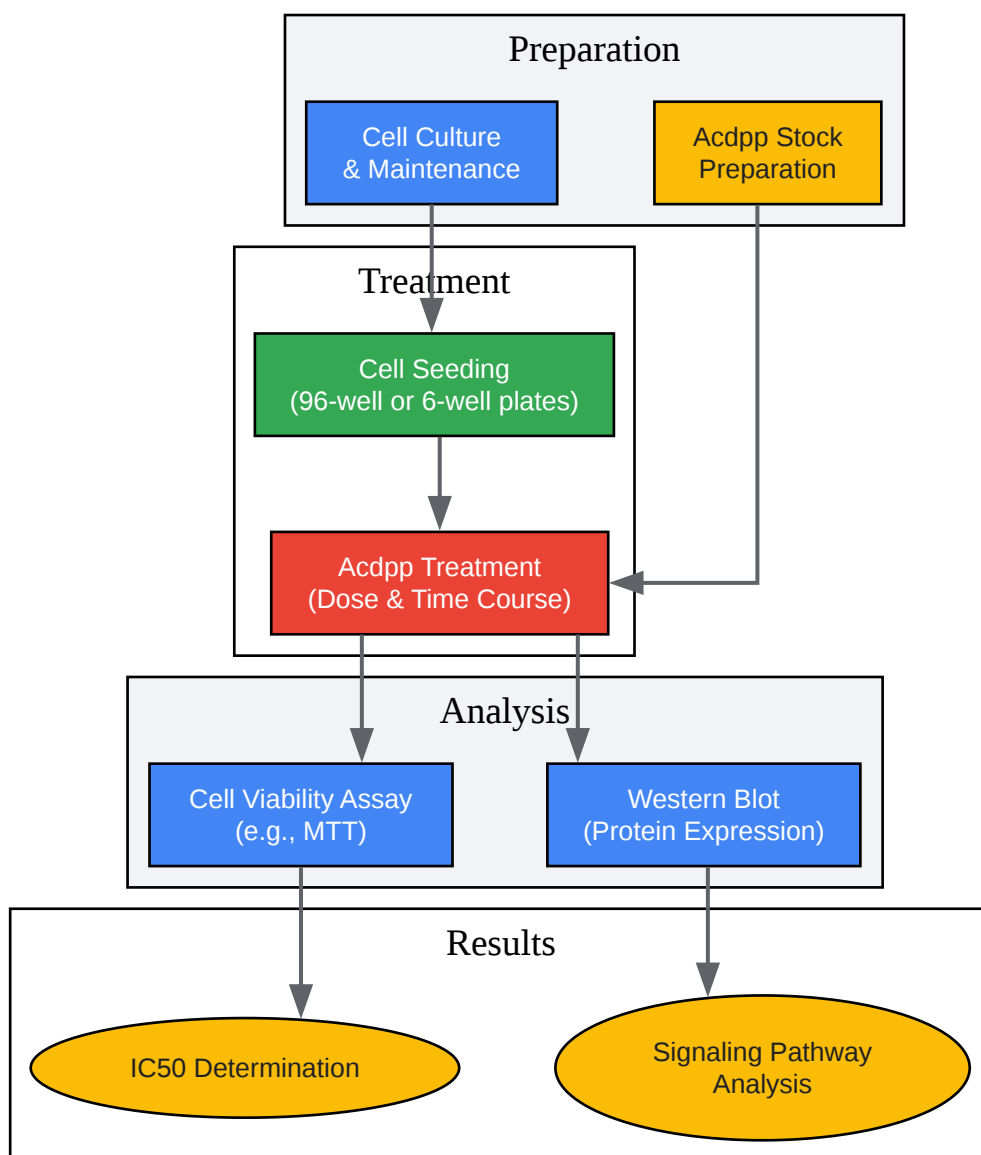 Preparation
Cell Culture
& Maintenance
Acdpp Stock
Preparation
Treatment
Cell Seeding
(96-well or 6-well plates)
Acdpp Treatment
(Dose & Time Course)
Analysis
Cell Viability Assay
(e.g., MTT)
Western Blot
(Protein Expression)
Results
IC50 Determination
Signaling Pathway
Analysis